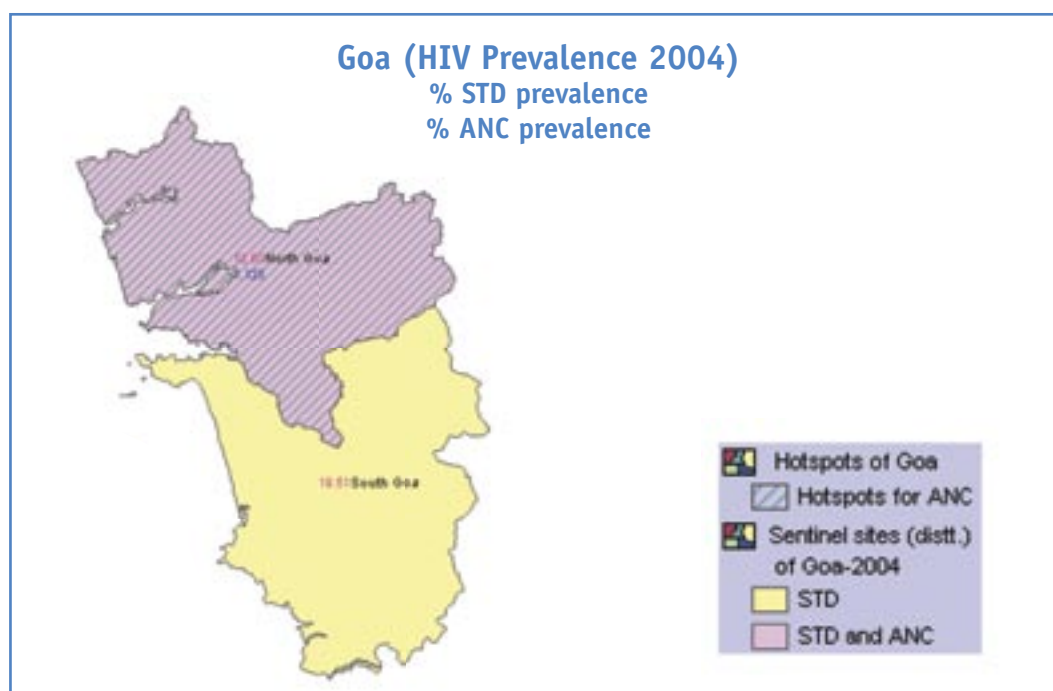 Goa (HIV Prevalence 2004)
% STD prevalence
% ANC prevalence
North Goa
South Goa
Hotspots of Goa
Hotspots for ANC
Sentinel sites (distt.)
of Goa-2004
STD
STD and ANC